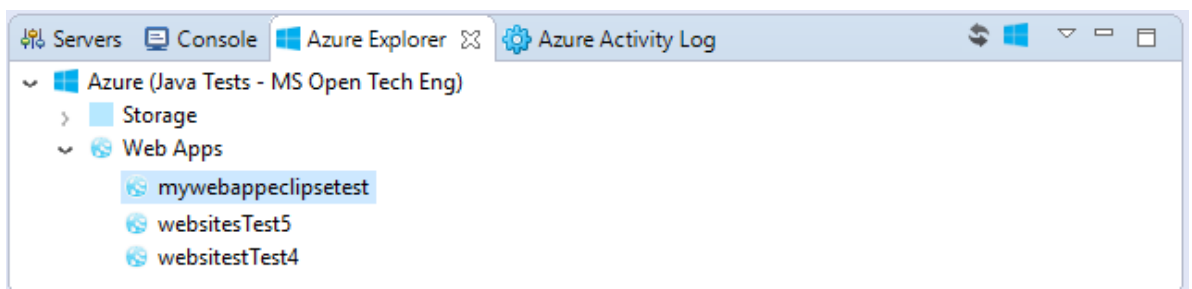 Servers Console Azure Explorer Azure Activity Log
Azure (Java Tests - MS Open Tech Eng)
Storage
Web Apps
mywebappeclipsetest
websitesTest5
websitestTest4